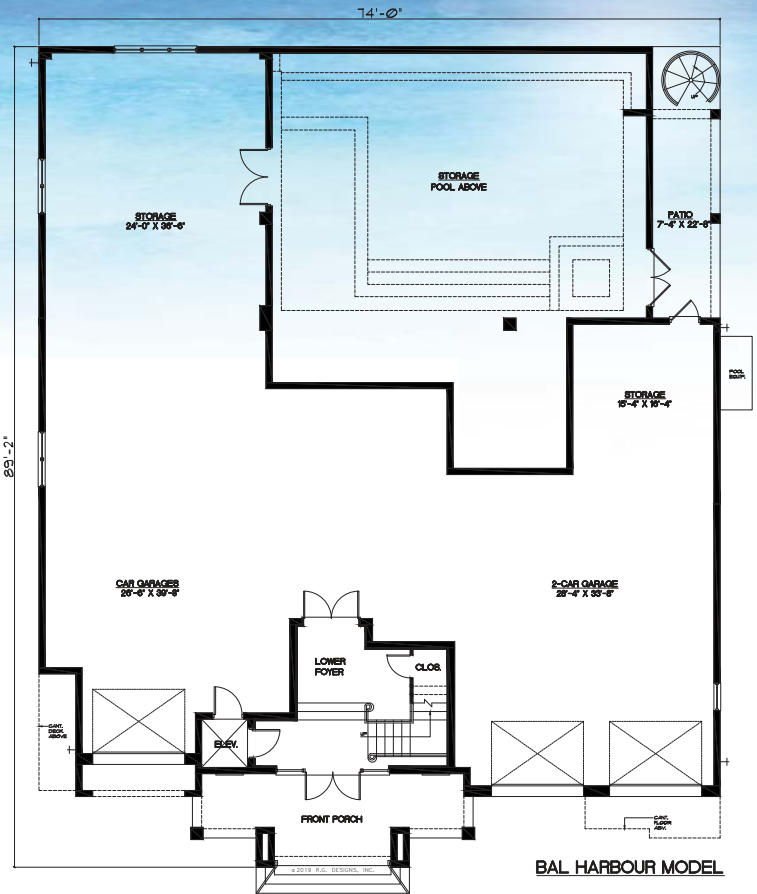 74'-0"
UP
STORAGE
POOL ABOVE
STORAGE
24'-0" X 36'-6"
PATIO
7'-4" X 22'-8"
POOL
EQUIP.
STORAGE
15'-4" X 16'-4"
89'-2"
CAR GARAGES
26'-6" X 39'-8"
2-CAR GARAGE
28'-4" X 33'-8"
LOWER
FOYER
CLOS.
CANT.
DECK
ABOVE
ELEV.
UP
FRONT PORCH
CANT.
FLOOR
ABV.
© 2019 R.G. DESIGNS, INC.
BAL HARBOUR MODEL